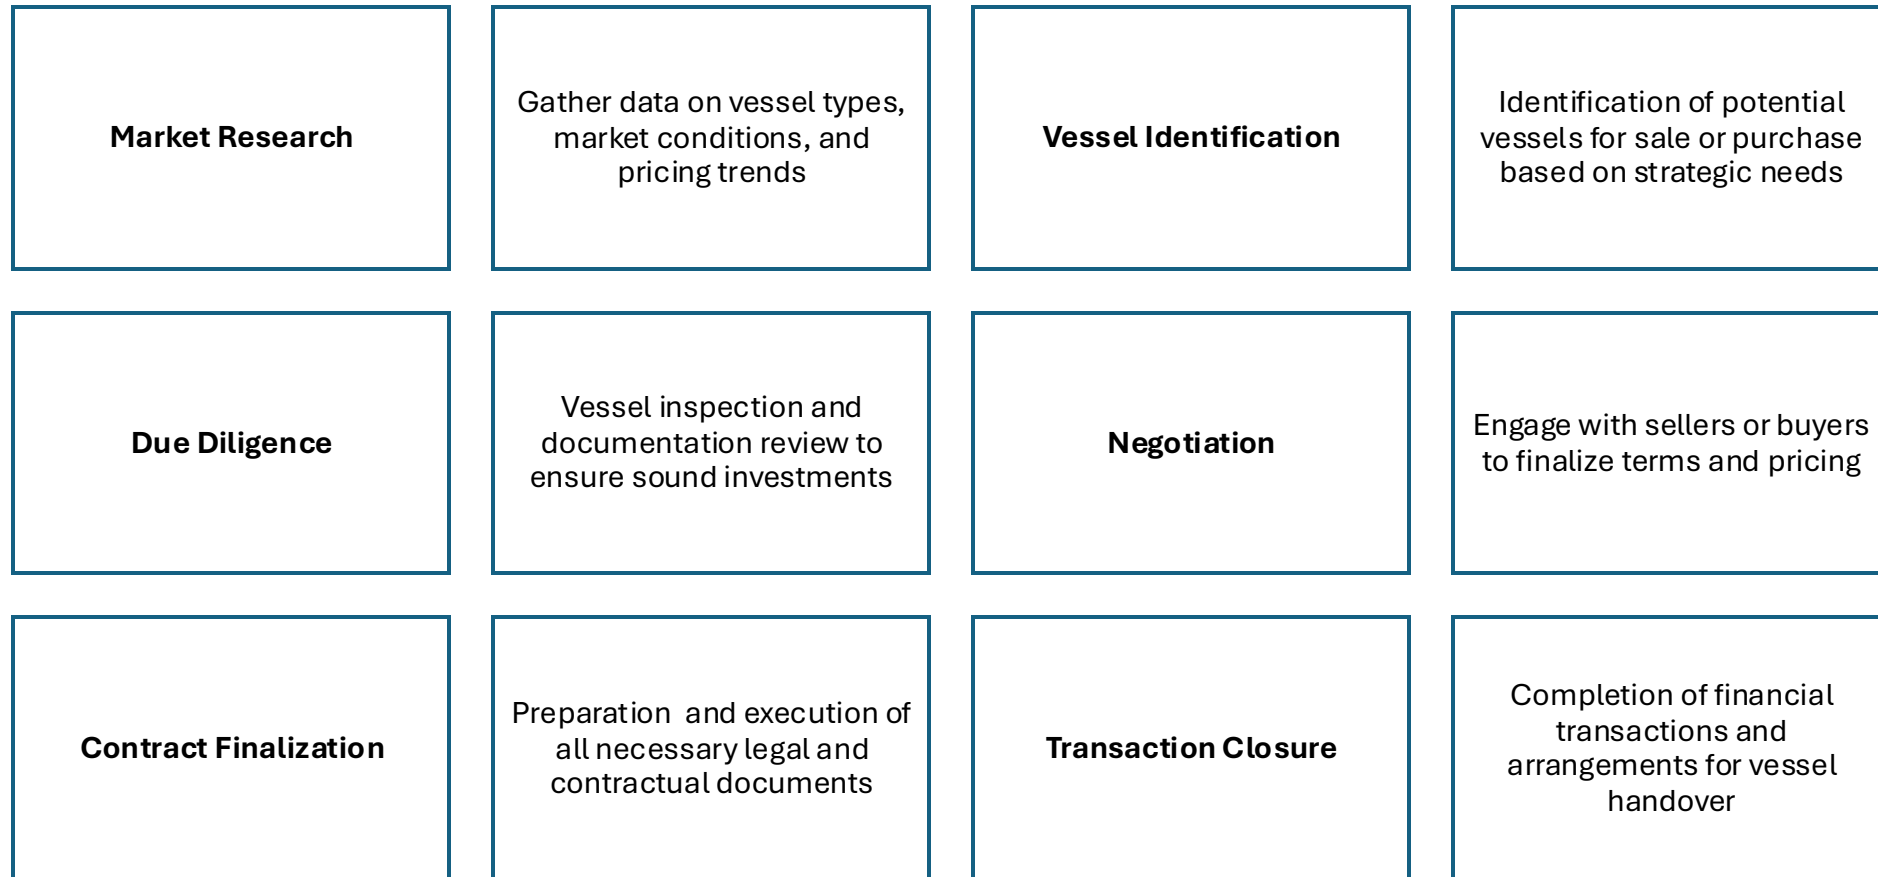 Market Research
Gather data on vessel types,
market conditions, and
pricing trends
Vessel Identification
Identification of potential
vessels for sale or purchase
based on strategic needs
Due Diligence
Vessel inspection and
documentation review to
ensure sound investments
Negotiation
Engage with sellers or buyers
to finalize terms and pricing
Contract Finalization
Preparation  and execution of
all necessary legal and
contractual documents
Transaction Closure
Completion of financial
transactions and
arrangements for vessel
handover